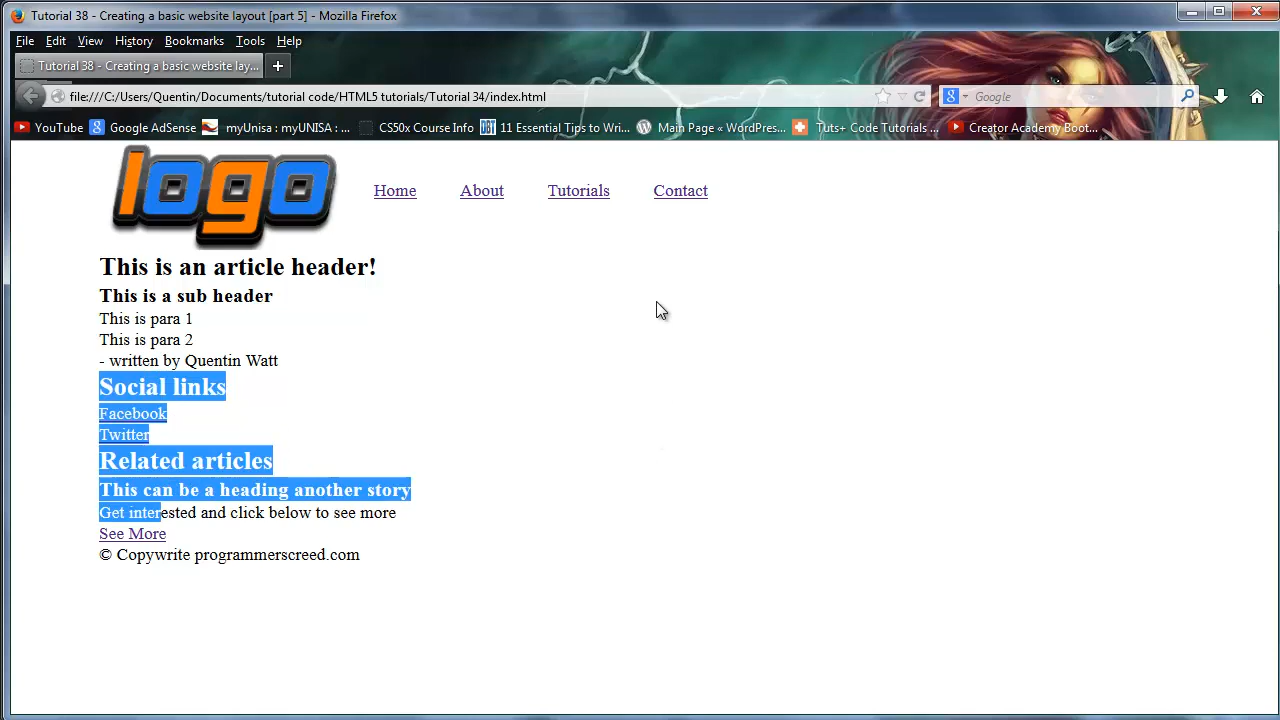 Tutorial 38 - Creating a basic website layout [part 5] - Mozilla Firefox
File Edit View History Bookmarks Tools Help
Tutorial 38 - Creating a basic website lay... +
file:///C:/Users/Quentin/Documents/tutorial code/HTML5 tutorials/Tutorial 34/index.html 8 Google
YouTube 8 Google AdSense myUnisa : myUNISA : ... CS50x Course Info DBT 11 Essential Tips to Wri... Main Page « WordPres... Tuts+ Code Tutorials ... Creator Academy Boot...
logo Home About Tutorials Contact
This is an article header!
This is a sub header
This is para 1
This is para 2
- written by Quentin Watt
Social links
Facebook
Twitter
Related articles
This can be a heading another story
Get interested and click below to see more
See More
© Copywrite programmerscreed.com